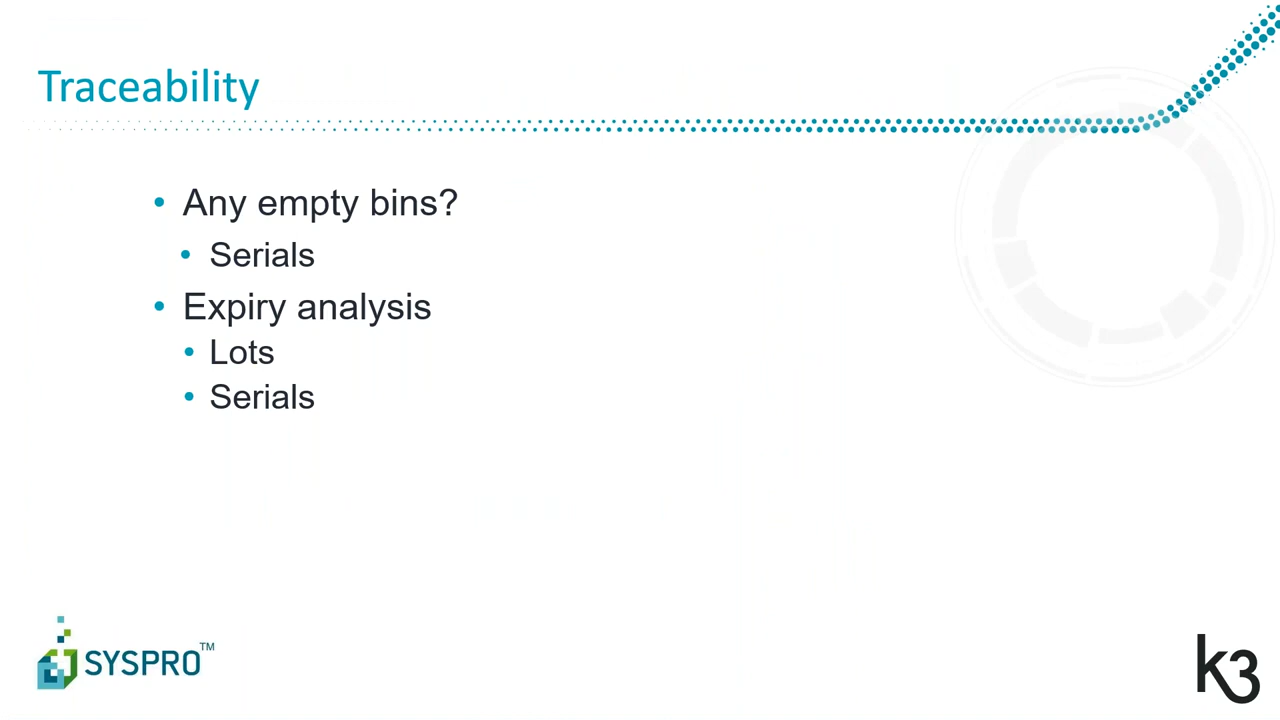 Traceability
• Any empty bins?
• Serials
• Expiry analysis
• Lots
• Serials
SYSPRO™
k3